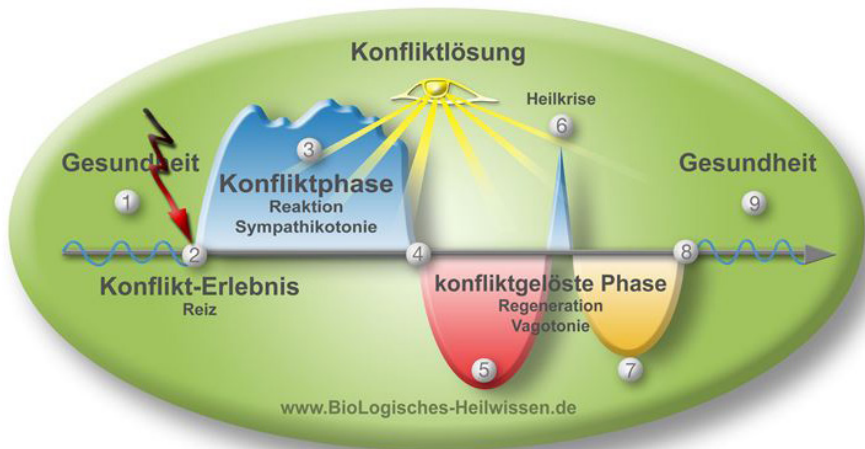 Konfliktlösung
Heilkrise
6
3
Gesundheit
1
Konfliktphase
Reaktion
Sympathikotonie
Gesundheit
9
2
4
8
Konflikt-Erlebnis
Reiz
konfliktgelöste Phase
Regeneration
Vagotonie
5
7
www.BioLogisches-Heilwissen.de